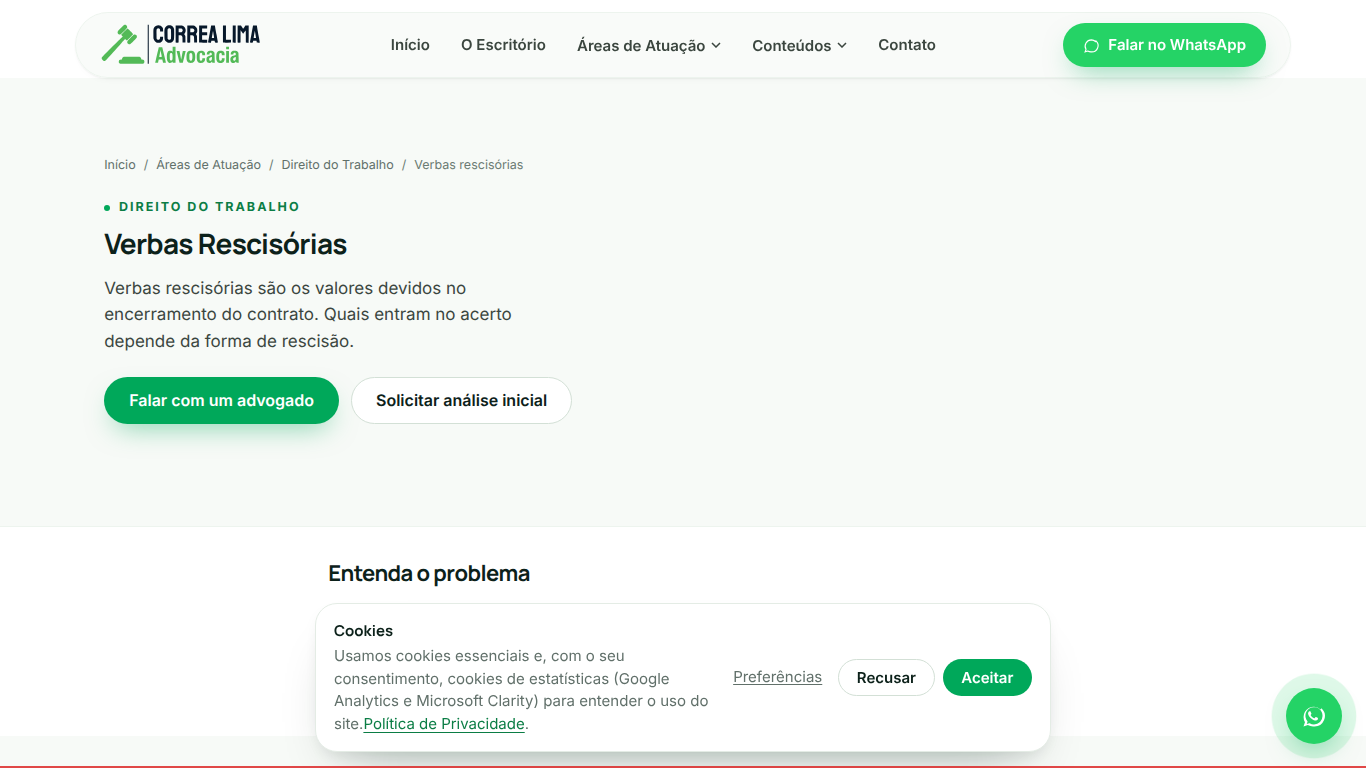 CORREA LIMA
Advocacia
Início
O Escritório
Áreas de Atuação
Conteúdos
Contato
Falar no WhatsApp
Início / Áreas de Atuação / Direito do Trabalho / Verbas rescisórias
DIREITO DO TRABALHO
Verbas Rescisórias
Verbas rescisórias são os valores devidos no
encerramento do contrato. Quais entram no acerto
depende da forma de rescisão.
Falar com um advogado
Solicitar análise inicial
Entenda o problema
Cookies
Usamos cookies essenciais e, com o seu
consentimento, cookies de estatísticas (Google
Analytics e Microsoft Clarity) para entender o uso do
site.Política de Privacidade.
Preferências
Recusar
Aceitar